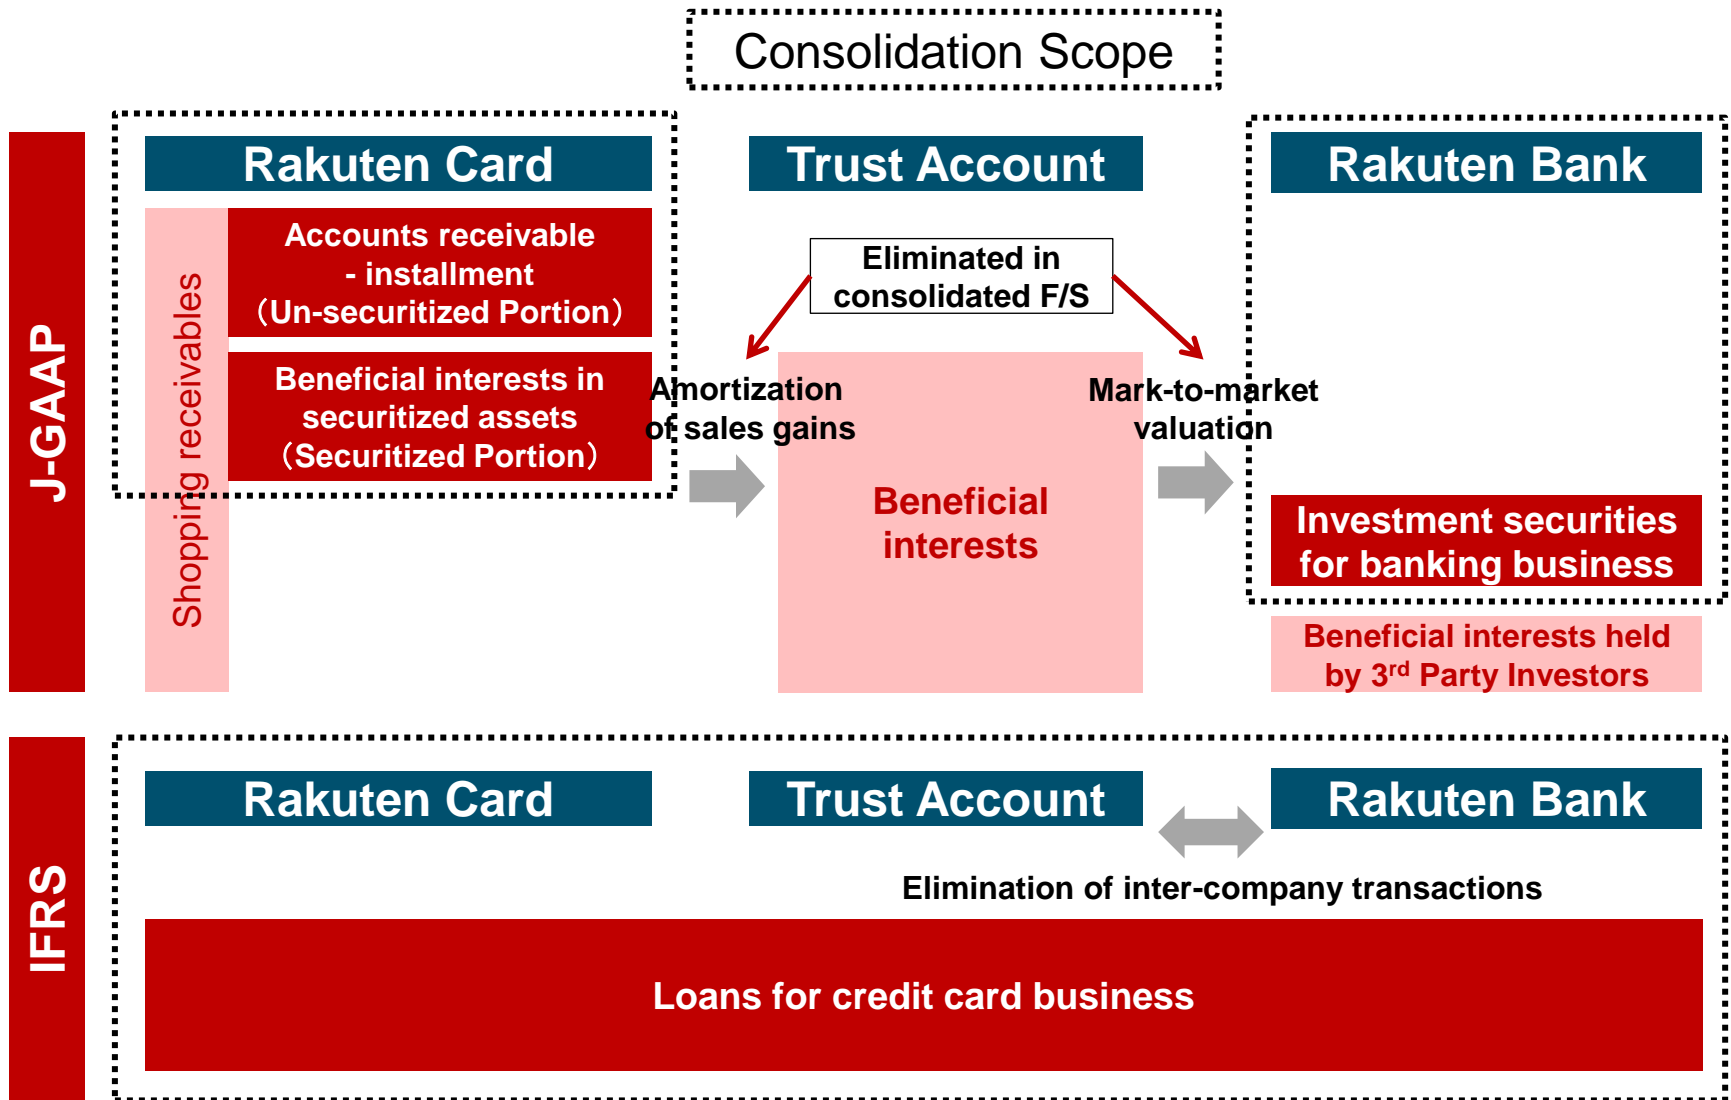 Consolidation Scope
J-GAAP
Rakuten Card
Trust Account
Rakuten Bank
Shopping receivables
Accounts receivable
- installment
（Un-securitized Portion）
Beneficial interests in
securitized assets
（Securitized Portion）
Eliminated in
consolidated F/S
Amortization
of sales gains
Beneficial
interests
Mark-to-market
valuation
Investment securities
for banking business
Beneficial interests held
by 3rd Party Investors
IFRS
Rakuten Card
Trust Account
Rakuten Bank
Elimination of inter-company transactions
Loans for credit card business